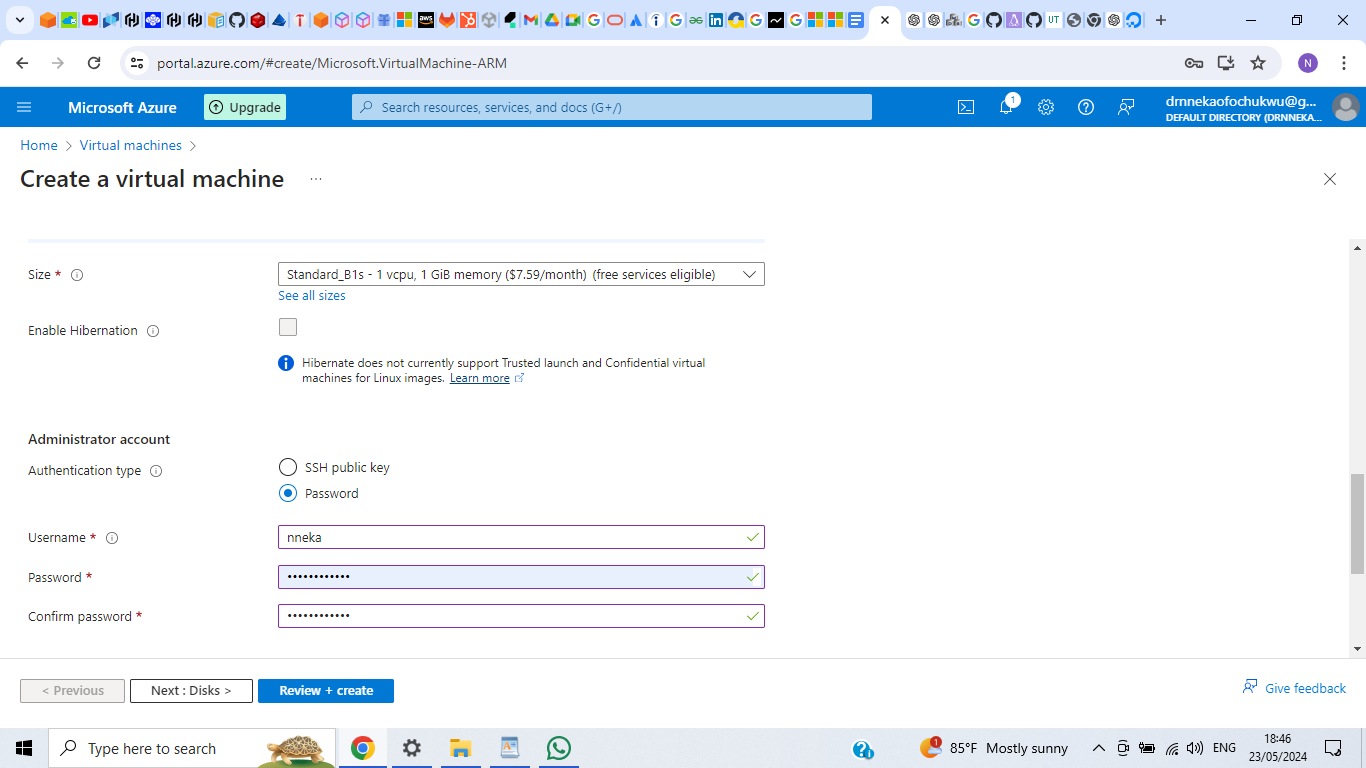 portal.azure.com/#create/Microsoft.VirtualMachine-ARM
N
Microsoft Azure
Upgrade
Search resources, services, and docs (G+/)
1
drnnekaofochukwu@g...
DEFAULT DIRECTORY (DRNNEKA...
Home > Virtual machines >
Create a virtual machine ...
Size *
Standard_B1s - 1 vcpu, 1 GiB memory ($7.59/month) (free services eligible)
See all sizes
Enable Hibernation
Hibernate does not currently support Trusted launch and Confidential virtual
machines for Linux images. Learn more
Administrator account
Authentication type
SSH public key
Password
Username *
nneka
Password *
••••••••••••
Confirm password *
••••••••••••
< Previous
Next : Disks >
Review + create
Give feedback
Type here to search
1
85°F Mostly sunny
ENG
18:46
23/05/2024